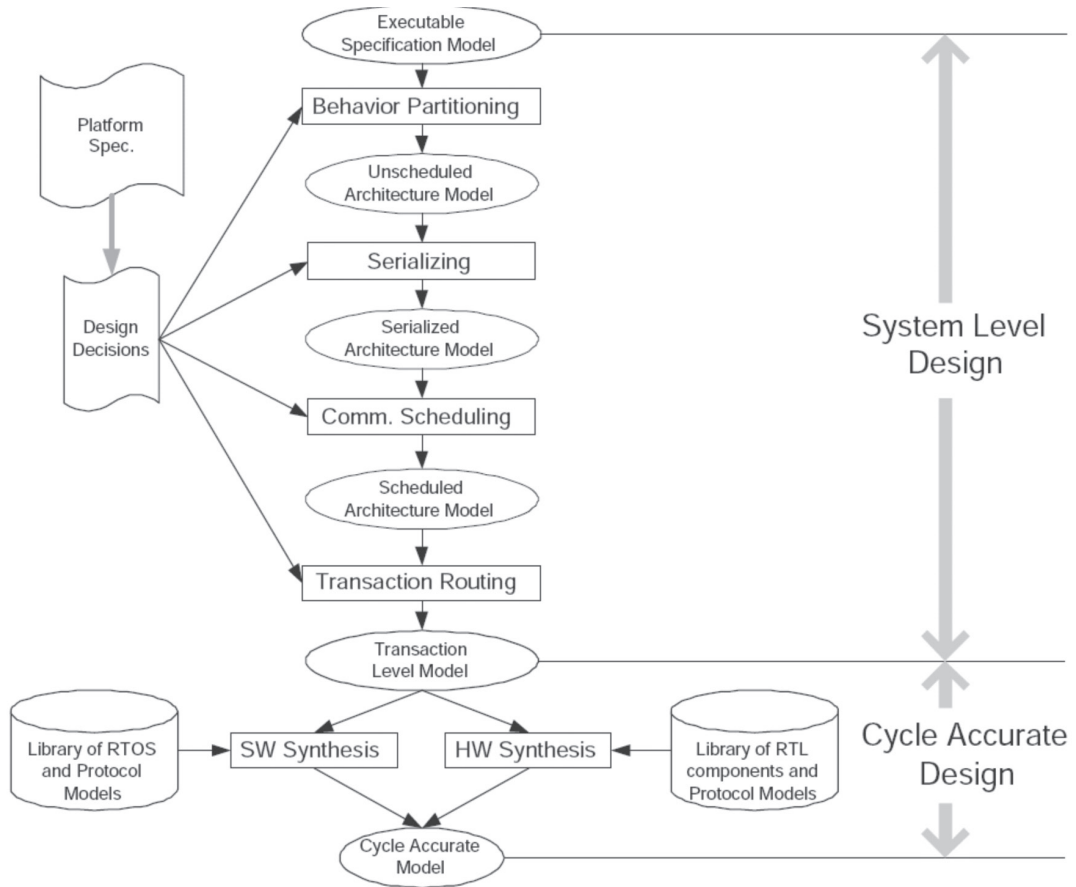 Executable
Specification Model
Platform
Spec.
Behavior Partitioning
Unscheduled
Architecture Model
Serializing
Design
Decisions
Serialized
Architecture Model
System Level
Design
Comm. Scheduling
Scheduled
Architecture Model
Transaction Routing
Transaction
Level Model
Library of RTOS
and Protocol
Models
SW Synthesis
HW Synthesis
Library of RTL
components and
Protocol Models
Cycle Accurate
Design
Cycle Accurate
Model